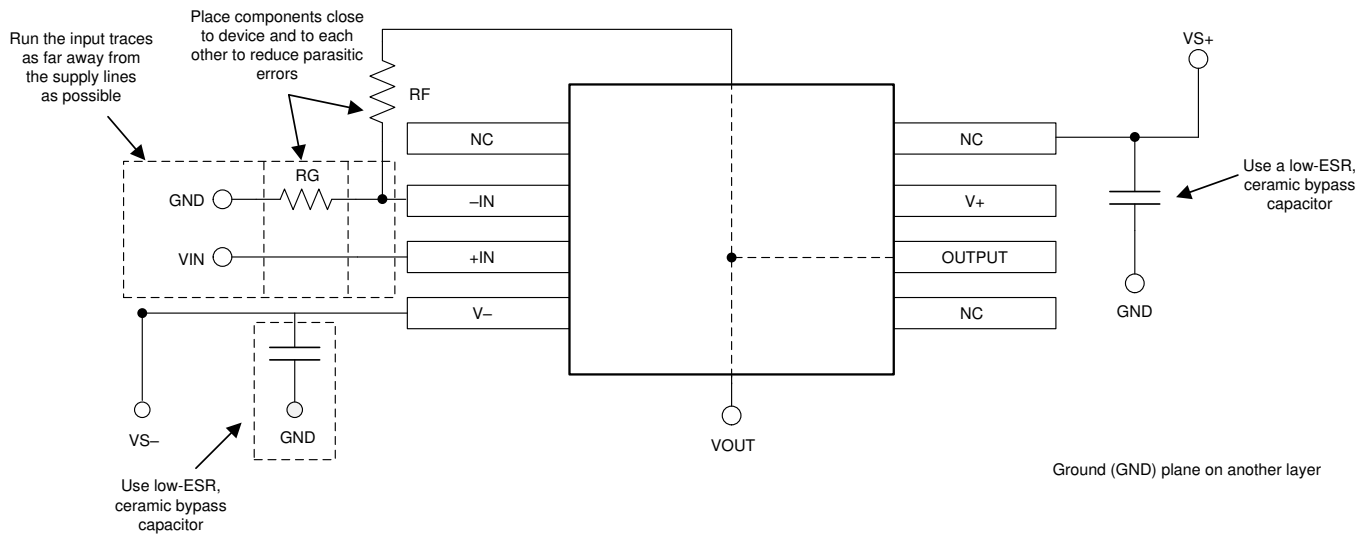 Place components close
to device and to each
other to reduce parasitic
errors
Run the input traces
as far away from
the supply lines
as possible
VS+
RF
NC
NC
Use a low-ESR,
ceramic bypass
capacitor
RG
GND
–IN
V+
VIN
+IN
OUTPUT
GND
V–
NC
VS–
GND
VOUT
Use low-ESR,
ceramic bypass
capacitor
Ground (GND) plane on another layer